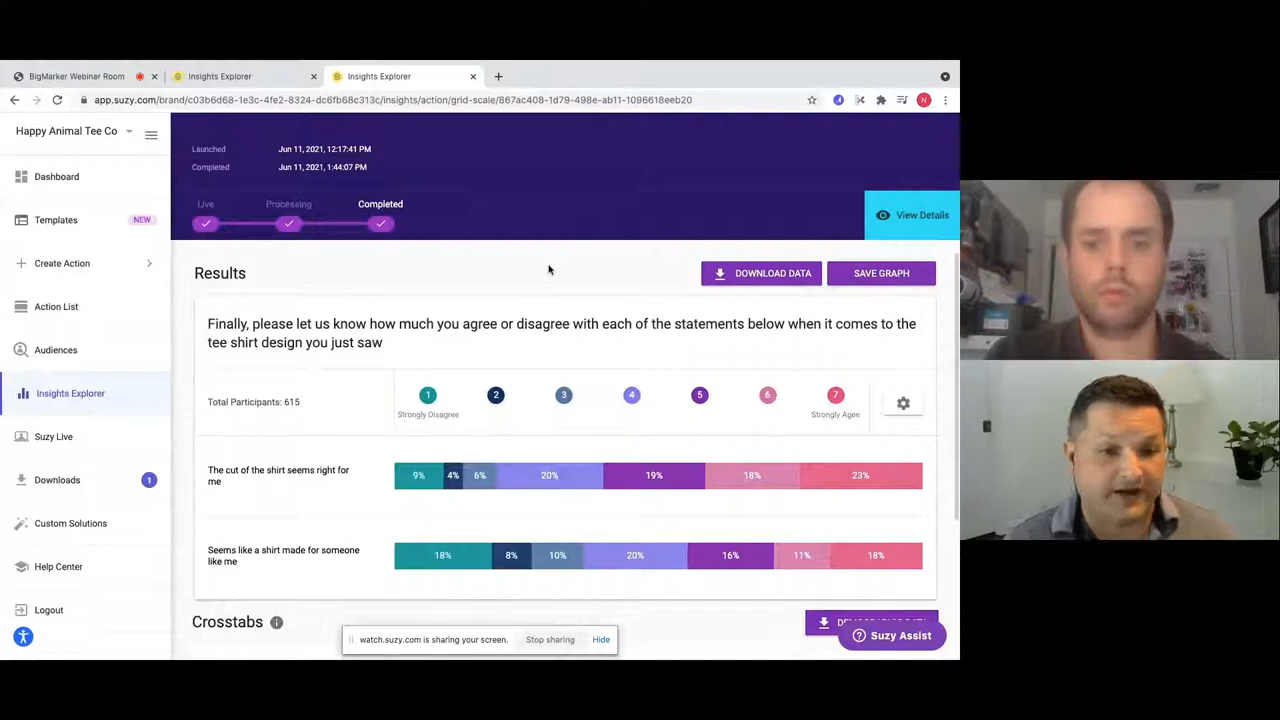 BigMarker Webinar Room
Insights Explorer
Insights Explorer
app.suzy.com/brand/c03b6d68-1e3c-4fe2-8324-dc6fb68c313c/insights/action/grid-scale/867ac408-1d79-498e-ab11-1096618eeb20
N
Happy Animal Tee Co
Launched
Jun 11, 2021, 12:17:41 PM
Completed
Jun 11, 2021, 1:44:07 PM
Live
Processing
Completed
View Details
Dashboard
Templates
NEW
Create Action
Action List
Audiences
Insights Explorer
Suzy Live
Downloads
1
Custom Solutions
Help Center
Logout
Results
DOWNLOAD DATA
SAVE GRAPH
Finally, please let us know how much you agree or disagree with each of the statements below when it comes to the
tee shirt design you just saw
Total Participants: 615
1 2 3 4 5 6 7
Strongly Disagree
Strongly Agee
The cut of the shirt seems right for
me
9% 4% 6% 20% 19% 18% 23%
Seems like a shirt made for someone
like me
18% 8% 10% 20% 16% 11% 18%
Crosstabs
Suzy Assist
watch.suzy.com is sharing your screen.
Stop sharing
Hide